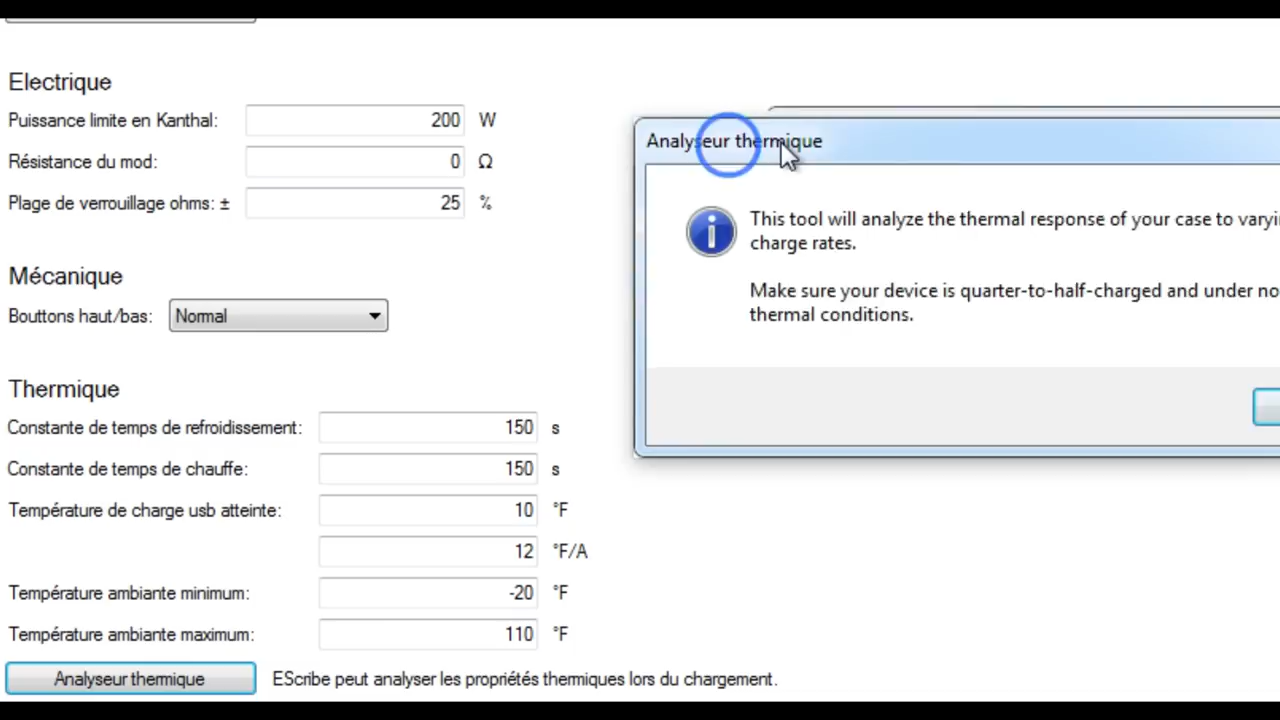 Electrique
Puissance limite en Kanthal: 200 W
Résistance du mod: 0 Ω
Plage de verrouillage ohms: ± 25 %
Mécanique
Bouttons haut/bas: Normal
Thermique
Constante de temps de refroidissement: 150 s
Constante de temps de chauffe: 150 s
Température de charge usb atteinte: 10 °F
12 °F/A
Température ambiante minimum: -20 °F
Température ambiante maximum: 110 °F
Analyseur thermique EScribe peut analyser les propriétés thermiques lors du chargement.
Analyseur thermique
This tool will analyze the thermal response of your case to
charge rates.
Make sure your device is quarter-to-half-charged and under
thermal conditions.